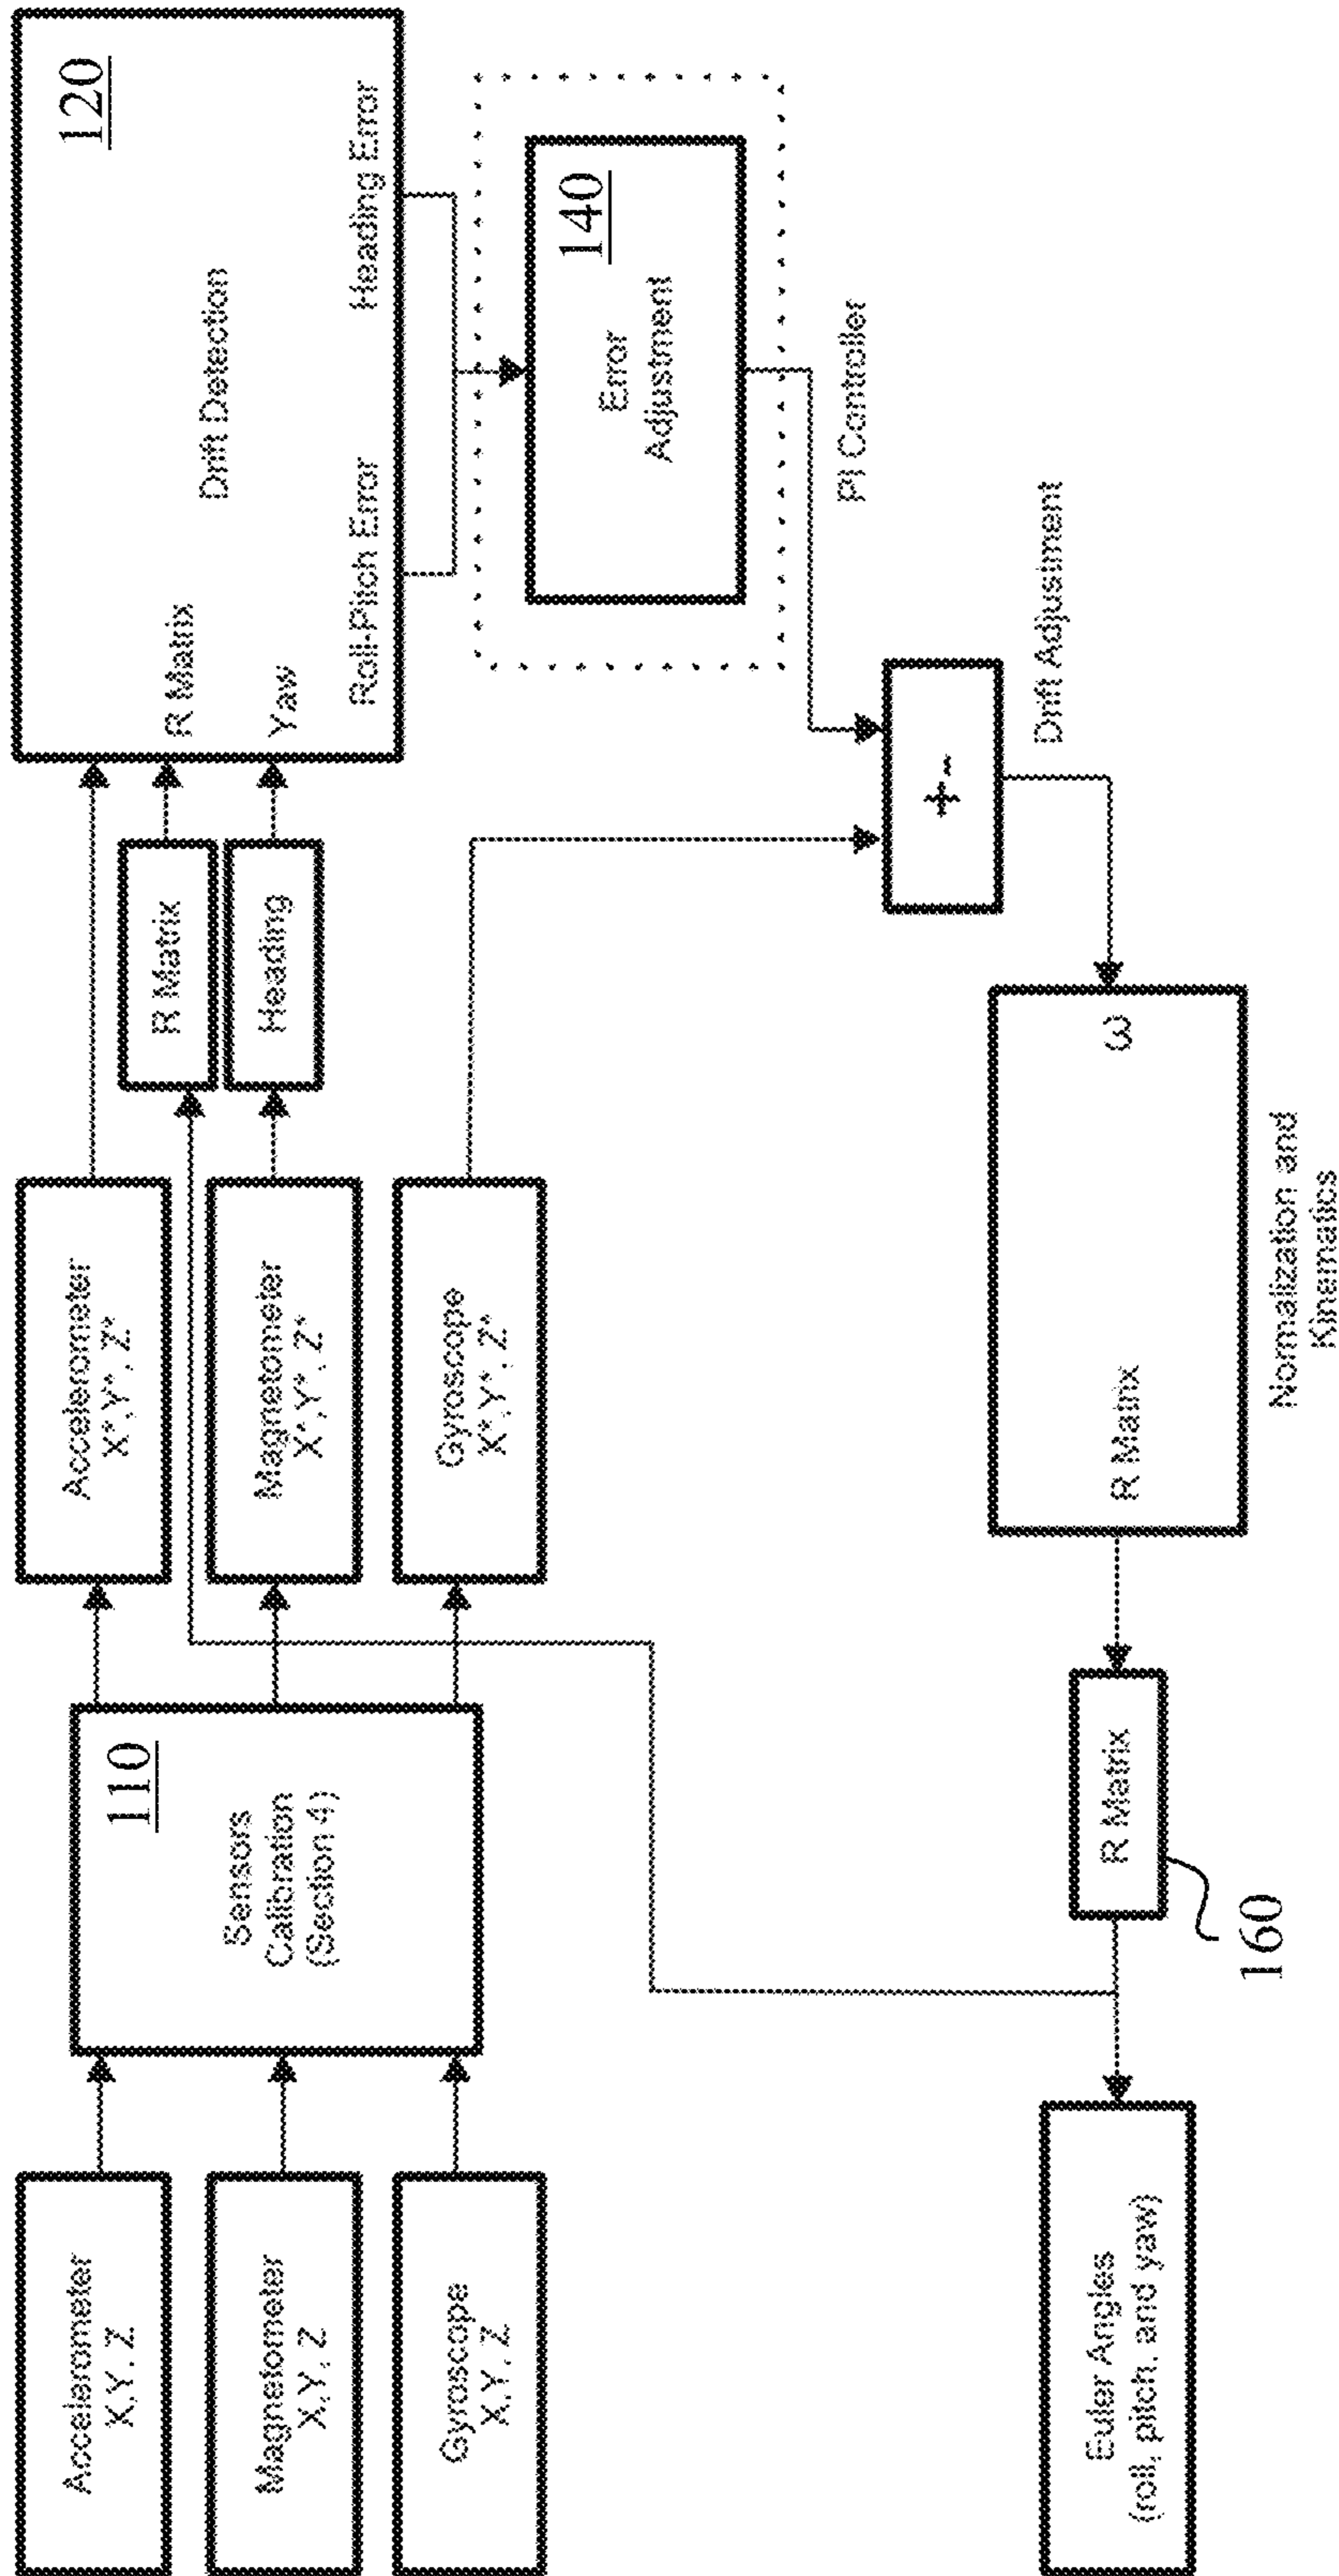 Accelerometer
X,Y, Z
Magnetometer
X,Y, Z
Gyroscope
X,Y, Z
110
Sensors
Calibration
(Section 4)
Accelerometer
X*,Y*, Z*
Magnetometer
X*,Y*, Z*
Gyroscope
X*,Y*, Z*
R Matrix
Heading
120
Drift Detection
R Matrix
Yaw
Roll-Pitch Error
Heading Error
140
Error
Adjustment
PI Controller
+-
Drift Adjustment
R Matrix
ω
Normalization and
Kinematics
R Matrix
160
Euler Angles
(roll, pitch, and yaw)